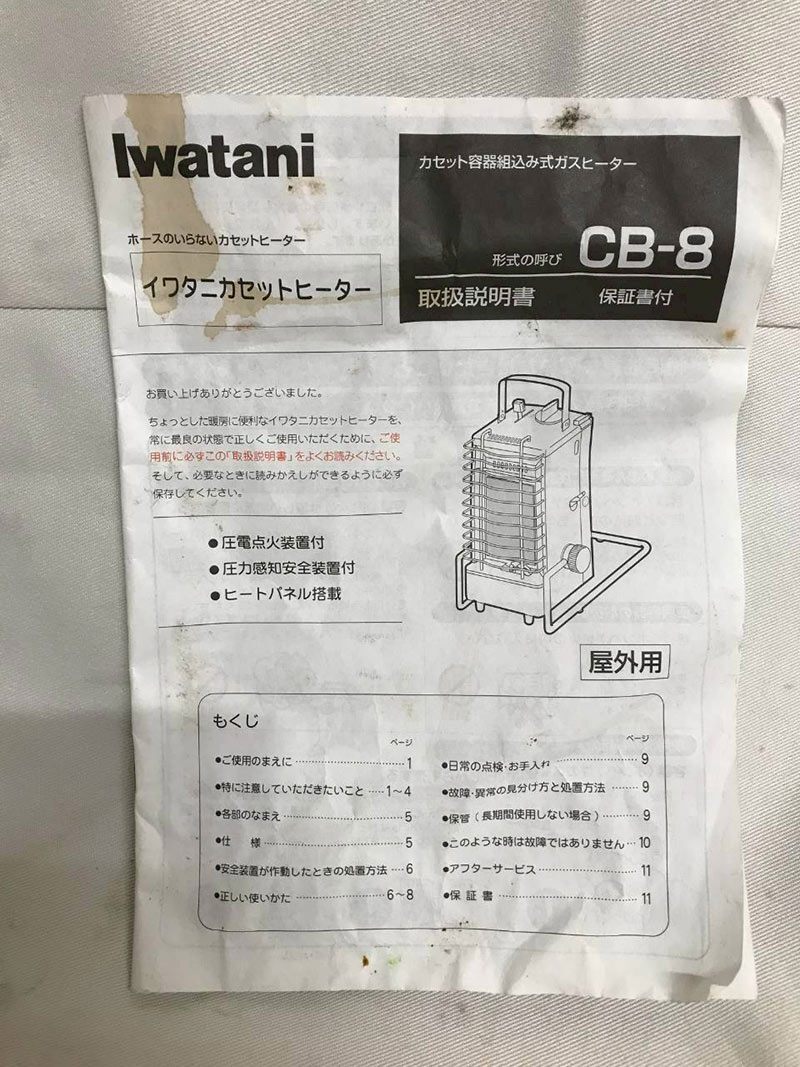 Iwatani
カセット容器組込み式ガスヒーター
ホースのいらないカセットヒーター
イワタニカセットヒーター
形式の呼び CB-8
取扱説明書 保証書付
お買い上げありがとうございました。
ちょっとした暖房に便利なイワタニカセットヒーターを、
常に最良の状態で正しくご使用いただくために、ご使
用前に必ずこの「取扱説明書」をよくお読みください。
そして、必要なときに読みかえしができるように必ず
保存してください。
●圧電点火装置付
●圧力感知安全装置付
●ヒートパネル搭載
屋外用
もくじ
ページ
●ご使用のまえに……………1
●特に注意していただきたいこと……1〜4
●各部のなまえ……………5
●仕 様……………5
●安全装置が作動したときの処置方法…6
●正しい使いかた……………6〜8
ページ
●日常の点検・お手入れ……………9
●故障・異常の見分け方と処置方法………9
●保管(長期間使用しない場合)………9
●このような時は故障ではありません…10
●アフターサービス……………11
●保 証 書……………11